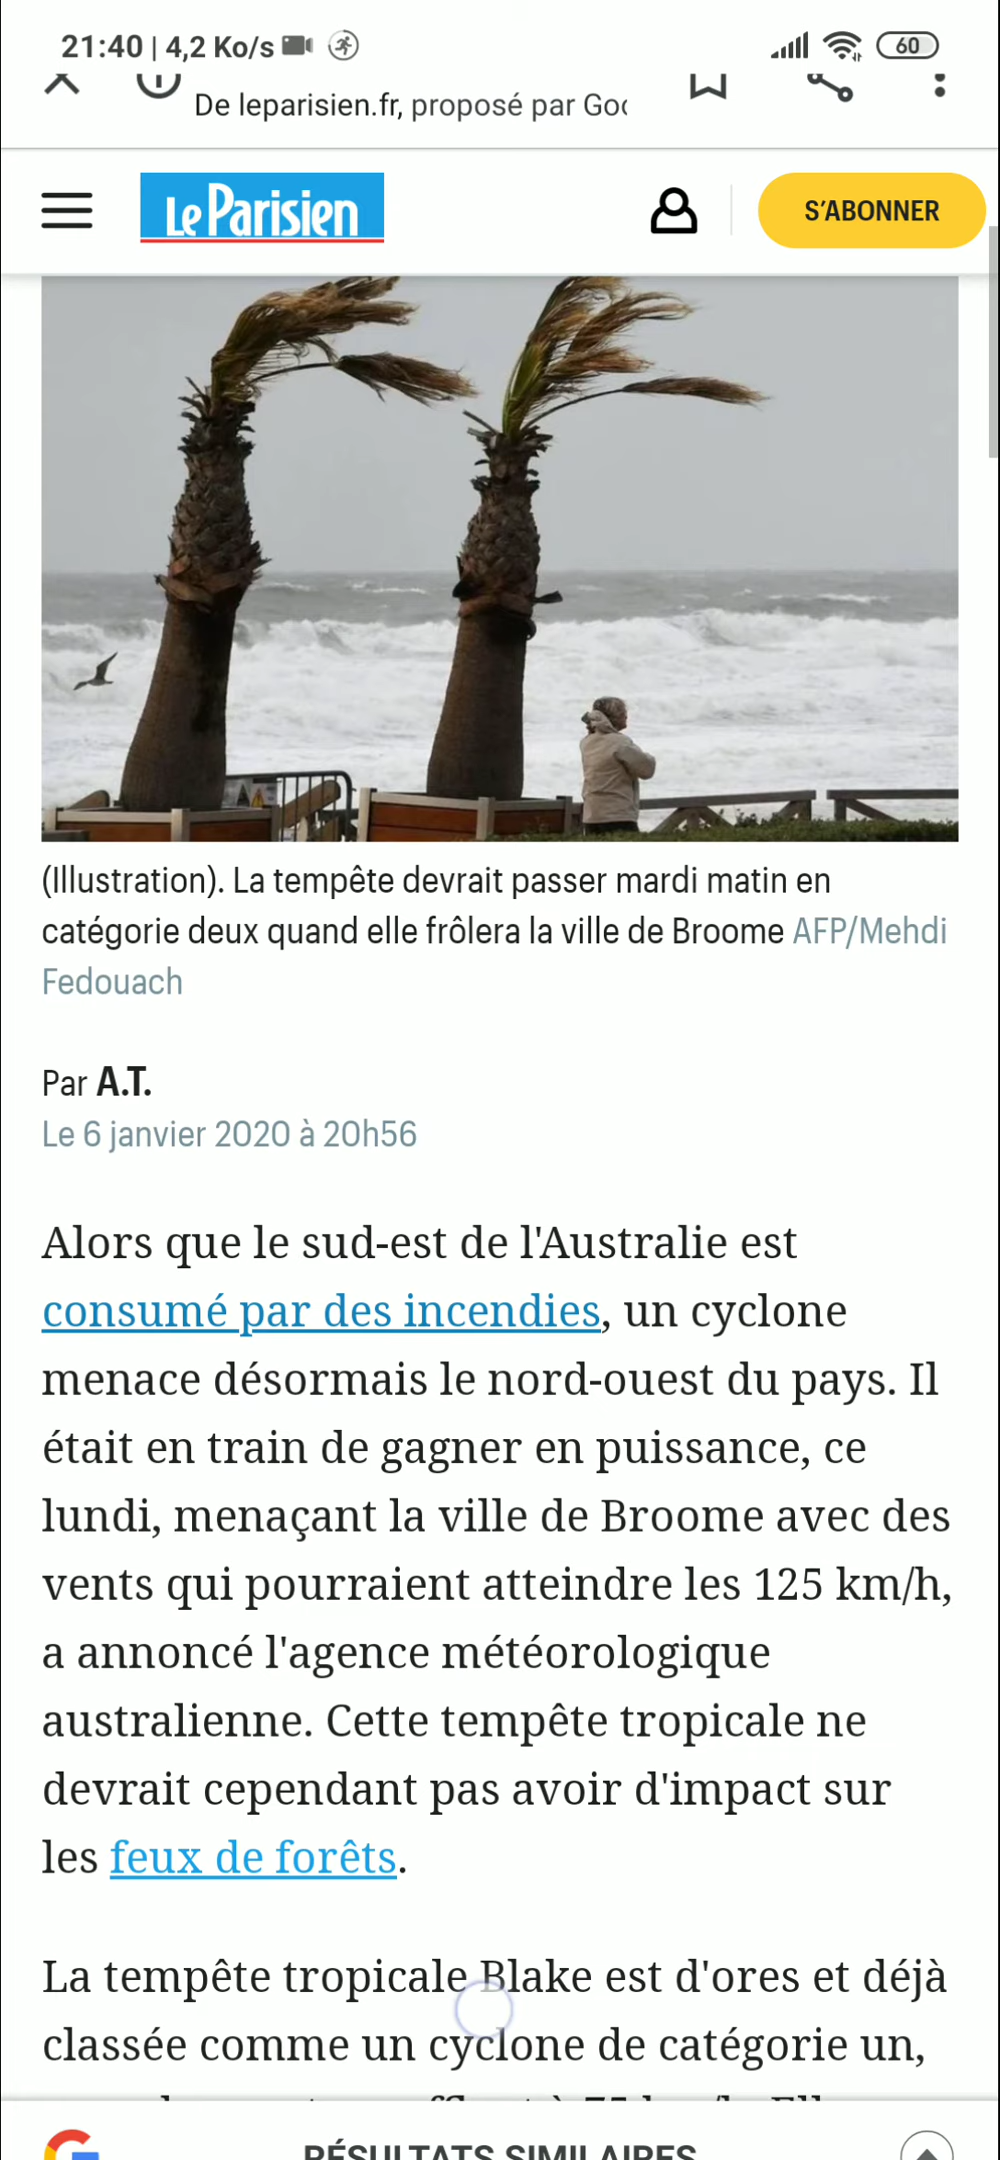 21:40 | 4,2 Ko/s
60
De leparisien.fr, proposé par
Le Parisien
S'ABONNER
(Illustration). La tempête devrait passer mardi matin en
catégorie deux quand elle frôlera la ville de Broome AFP/Mehdi
Fedouach
Par A.T.
Le 6 janvier 2020 à 20h56
Alors que le sud-est de l'Australie est
consumé par des incendies, un cyclone
menace désormais le nord-ouest du pays. Il
était en train de gagner en puissance, ce
lundi, menaçant la ville de Broome avec des
vents qui pourraient atteindre les 125 km/h,
a annoncé l'agence météorologique
australienne. Cette tempête tropicale ne
devrait cependant pas avoir d'impact sur
les feux de forêts.
La tempête tropicale Blake est d'ores et déjà
classée comme un cyclone de catégorie un,
RÉSULTATS SIMILAIRES